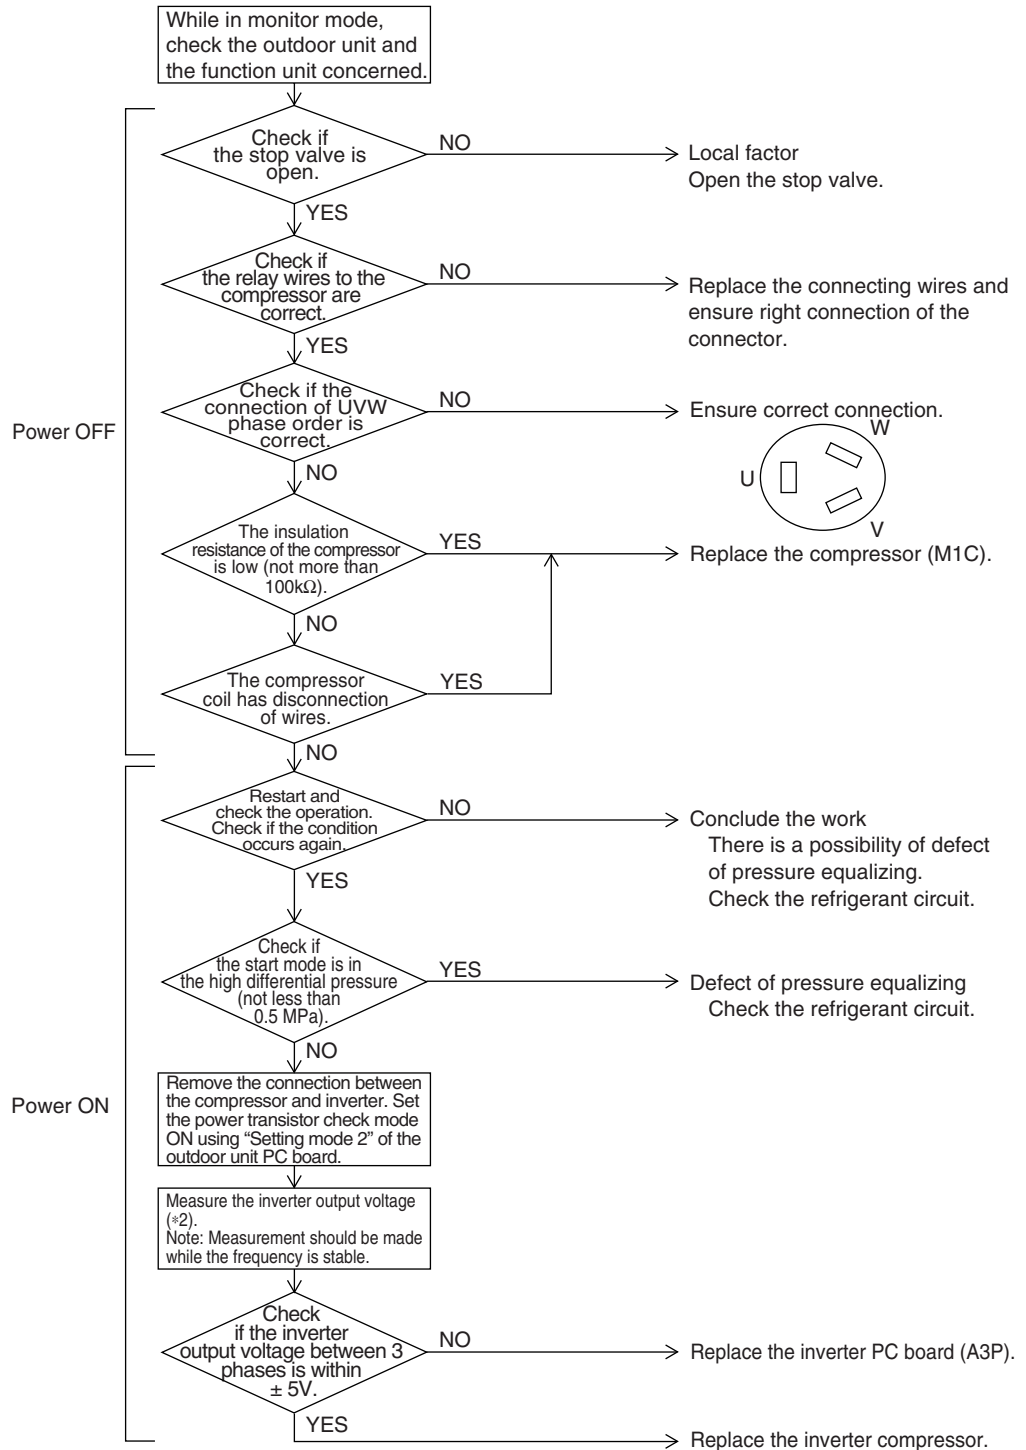 While in monitor mode,
check the outdoor unit and
the function unit concerned.
Check if
the stop valve is
open.
NO
Local factor
Open the stop valve.
YES
Check if
the relay wires to the
compressor are
correct.
NO
Replace the connecting wires and
ensure right connection of the
connector.
YES
Check if the
connection of UVW
phase order is
correct.
NO
Ensure correct connection.
W
U
V
Power OFF
NO
The insulation
resistance of the compressor
is low (not more than
100kΩ).
YES
Replace the compressor (M1C).
NO
The compressor
coil has disconnection
of wires.
YES
NO
Restart and
check the operation.
Check if the condition
occurs again.
NO
Conclude the work
There is a possibility of defect
of pressure equalizing.
Check the refrigerant circuit.
YES
Check if
the start mode is in
the high differential pressure
(not less than
0.5 MPa).
YES
Defect of pressure equalizing
Check the refrigerant circuit.
NO
Power ON
Remove the connection between
the compressor and inverter. Set
the power transistor check mode
ON using “Setting mode 2” of the
outdoor unit PC board.
Measure the inverter output voltage
(*2).
Note: Measurement should be made
while the frequency is stable.
Check
if the inverter
output voltage between 3
phases is within
± 5V.
NO
Replace the inverter PC board (A3P).
YES
Replace the inverter compressor.